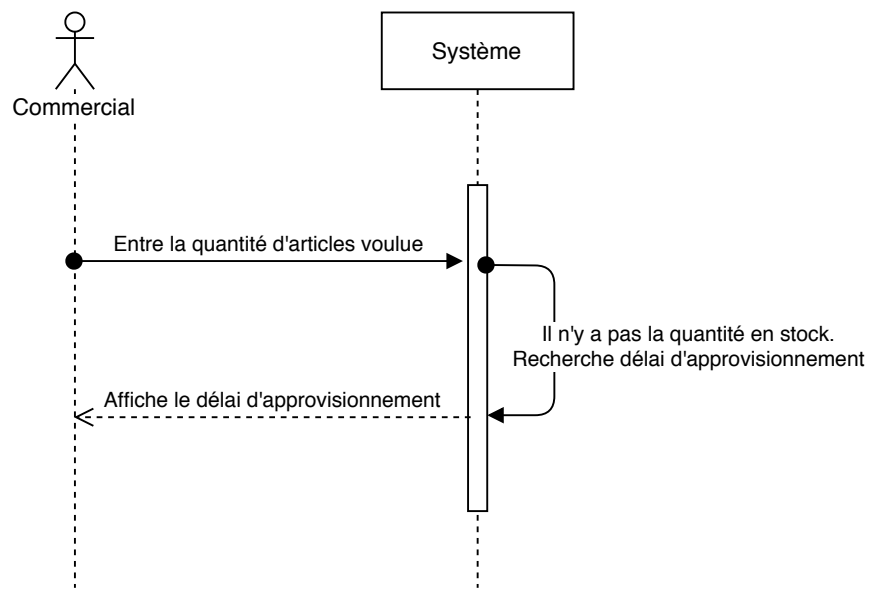 Système
Commercial
Entre la quantité d'articles voulue
Il n'y a pas la quantité en stock.
Recherche délai d'approvisionnement
Affiche le délai d'approvisionnement